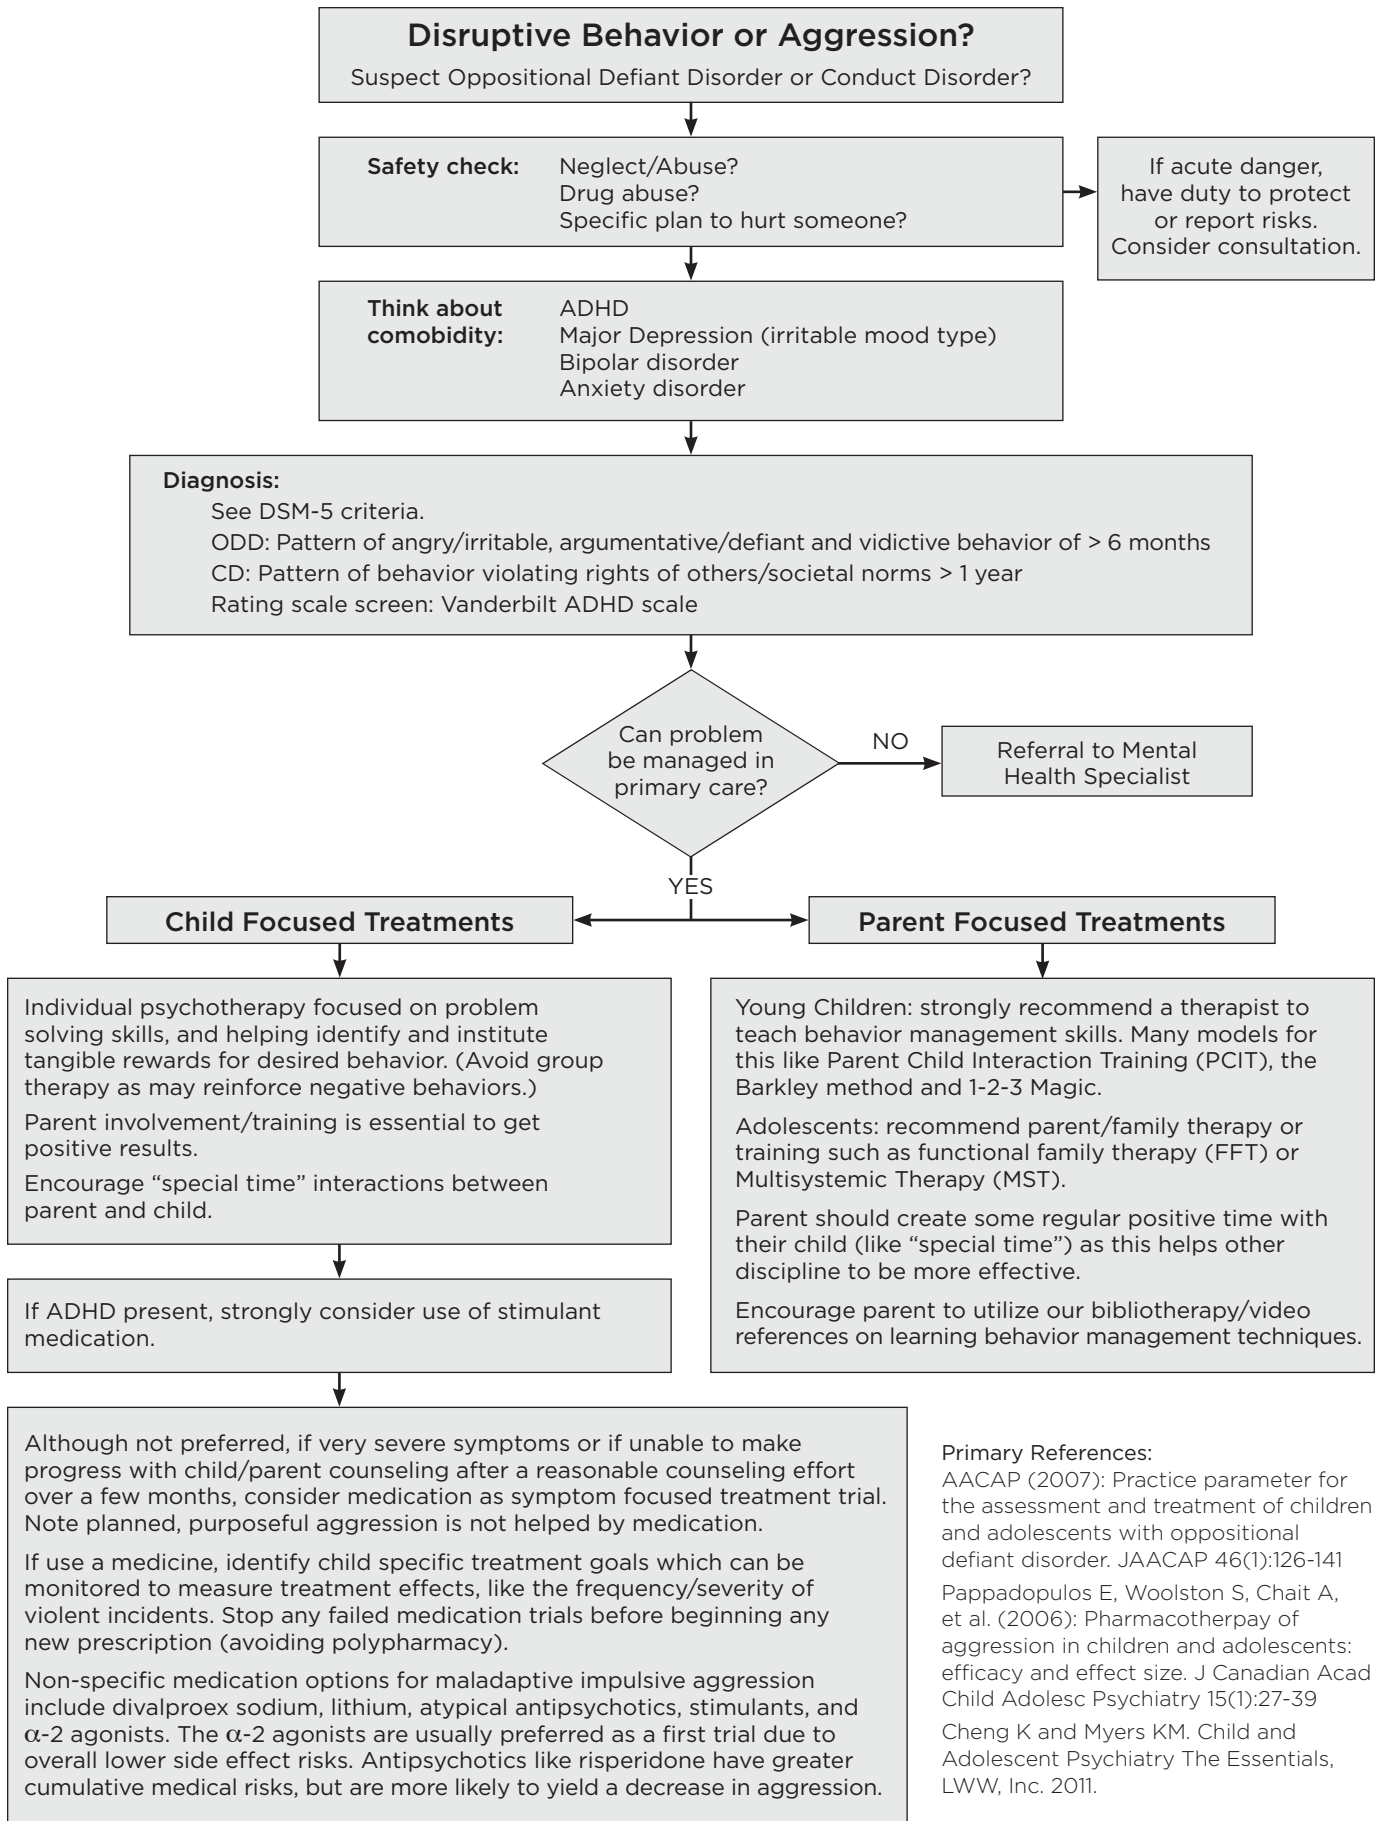 Disruptive Behavior or Aggression?
Suspect Oppositional Defiant Disorder or Conduct Disorder?
Safety check:
Neglect/Abuse?
Drug abuse?
Specific plan to hurt someone?
If acute danger,
have duty to protect
or report risks.
Consider consultation.
Think about
comobidity:
ADHD
Major Depression (irritable mood type)
Bipolar disorder
Anxiety disorder
Diagnosis:
See DSM-5 criteria.
ODD: Pattern of angry/irritable, argumentative/defiant and vidictive behavior of > 6 months
CD: Pattern of behavior violating rights of others/societal norms > 1 year
Rating scale screen: Vanderbilt ADHD scale
Can problem
be managed in
primary care?
NO
Referral to Mental
Health Specialist
YES
Child Focused Treatments
Individual psychotherapy focused on problem
solving skills, and helping identify and institute
tangible rewards for desired behavior. (Avoid group
therapy as may reinforce negative behaviors.)
Parent involvement/training is essential to get
positive results.
Encourage “special time” interactions between
parent and child.
If ADHD present, strongly consider use of stimulant
medication.
Although not preferred, if very severe symptoms or if unable to make
progress with child/parent counseling after a reasonable counseling effort
over a few months, consider medication as symptom focused treatment trial.
Note planned, purposeful aggression is not helped by medication.
If use a medicine, identify child specific treatment goals which can be
monitored to measure treatment effects, like the frequency/severity of
violent incidents. Stop any failed medication trials before beginning any
new prescription (avoiding polypharmacy).
Non-specific medication options for maladaptive impulsive aggression
include divalproex sodium, lithium, atypical antipsychotics, stimulants, and
α-2 agonists. The α-2 agonists are usually preferred as a first trial due to
overall lower side effect risks. Antipsychotics like risperidone have greater
cumulative medical risks, but are more likely to yield a decrease in aggression.
Parent Focused Treatments
Young Children: strongly recommend a therapist to
teach behavior management skills. Many models for
this like Parent Child Interaction Training (PCIT), the
Barkley method and 1-2-3 Magic.
Adolescents: recommend parent/family therapy or
training such as functional family therapy (FFT) or
Multisystemic Therapy (MST).
Parent should create some regular positive time with
their child (like “special time”) as this helps other
discipline to be more effective.
Encourage parent to utilize our bibliotherapy/video
references on learning behavior management techniques.
Primary References:
AACAP (2007): Practice parameter for
the assessment and treatment of children
and adolescents with oppositional
defiant disorder. JAACAP 46(1):126-141
Pappadopulos E, Woolston S, Chait A,
et al. (2006): Pharmacotherpay of
aggression in children and adolescents:
efficacy and effect size. J Canadian Acad
Child Adolesc Psychiatry 15(1):27-39
Cheng K and Myers KM. Child and
Adolescent Psychiatry The Essentials,
LWW, Inc. 2011.